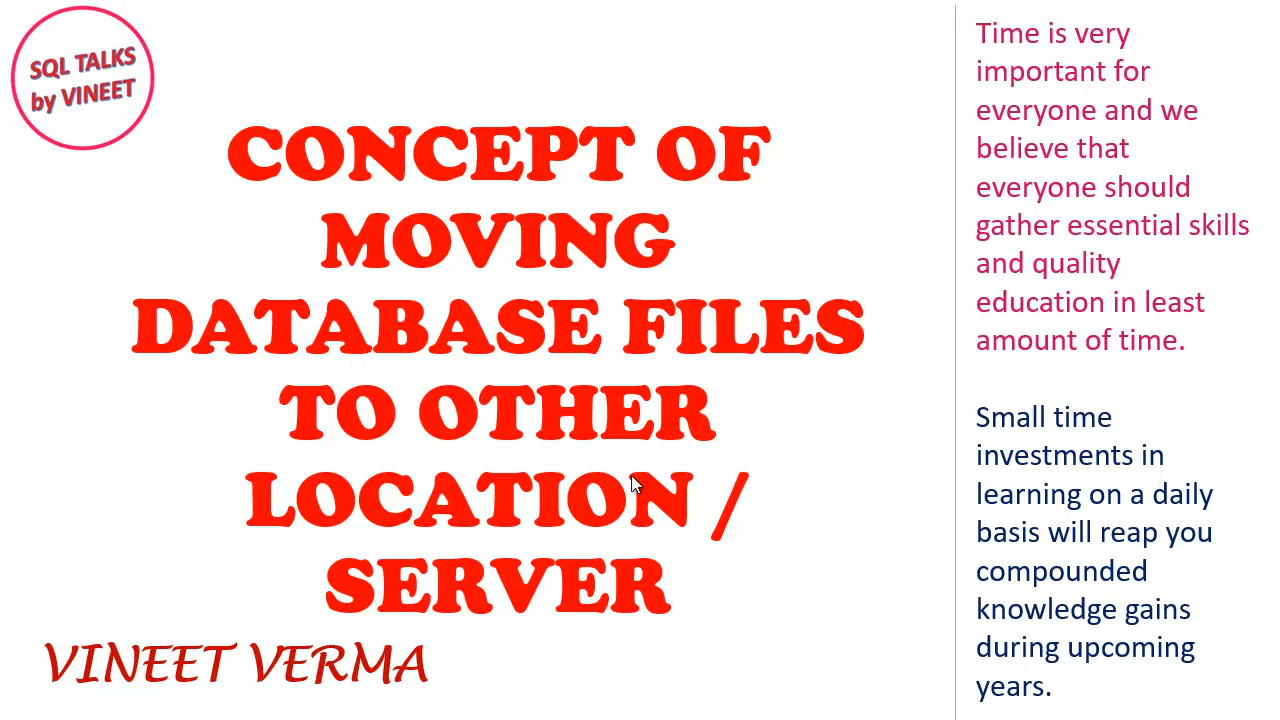 SQL TALKS
by VINEET
CONCEPT OF
MOVING
DATABASE FILES
TO OTHER
LOCATION /
SERVER
VINEET VERMA
Time is very
important for
everyone and we
believe that
everyone should
gather essential skills
and quality
education in least
amount of time.
Small time
investments in
learning on a daily
basis will reap you
compounded
knowledge gains
during upcoming
years.